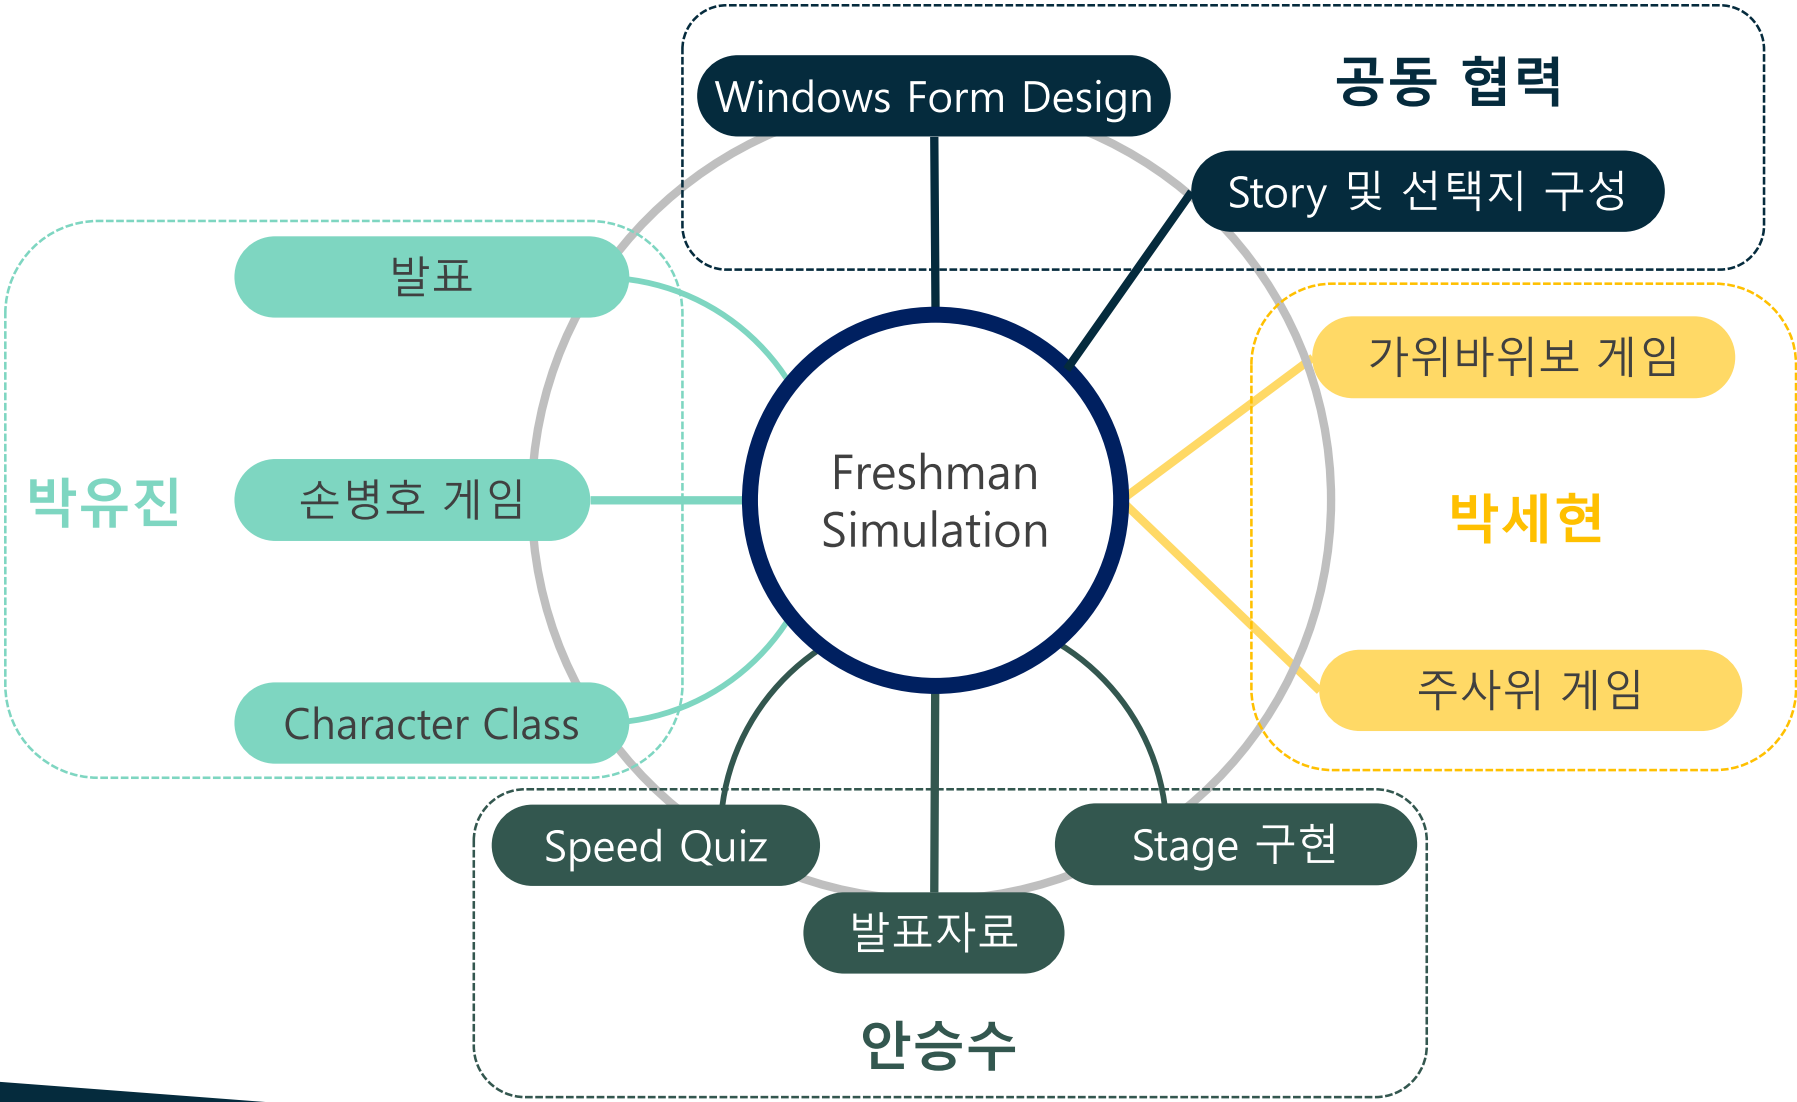 Windows Form Design
공동 협력
Story 및 선택지 구성
발표
가위바위보 게임
박유진
손병호 게임
Freshman
Simulation
박세현
Character Class
주사위 게임
Speed Quiz
Stage 구현
발표자료
안승수